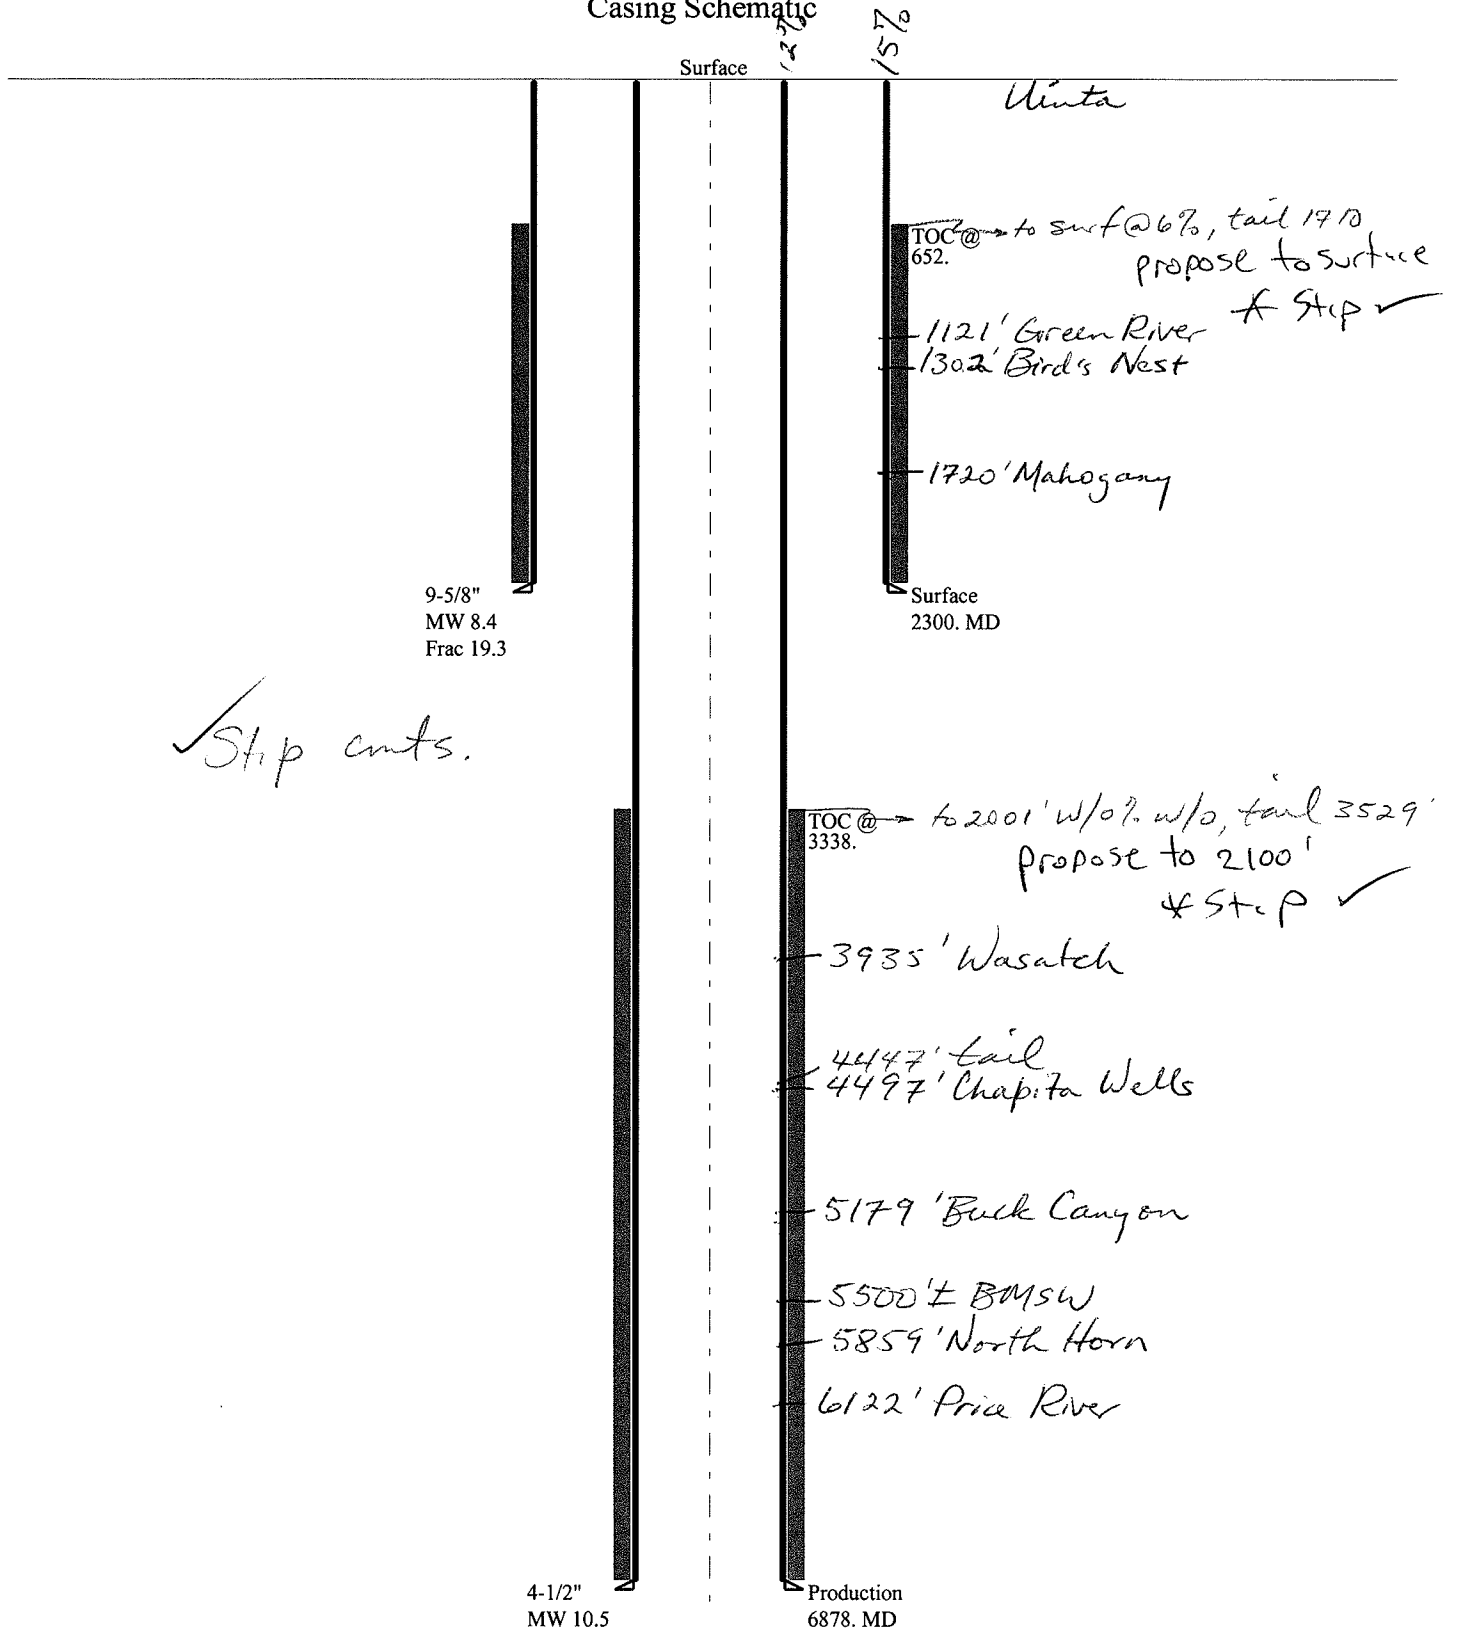 Casing Schematic
12%
15%
Surface
Uinta
TOC @ → to surf @ 6%, tail 1710
652.
propose to surface
* Stip ✓
1121' Green River
1302' Bird's Nest
1720' Mahogany
9-5/8"
MW 8.4
Frac 19.3
Surface
2300. MD
✓ Stip cmts.
TOC @ → to 2001' w/0% w/o, tail 3529'
3338.
propose to 2100'
* Stip ✓
3935' Wasatch
4447' tail
4497' Chapita Wells
5179' Buck Canyon
5500'± BMSW
5859' North Horn
6122' Price River
4-1/2"
MW 10.5
Production
6878. MD